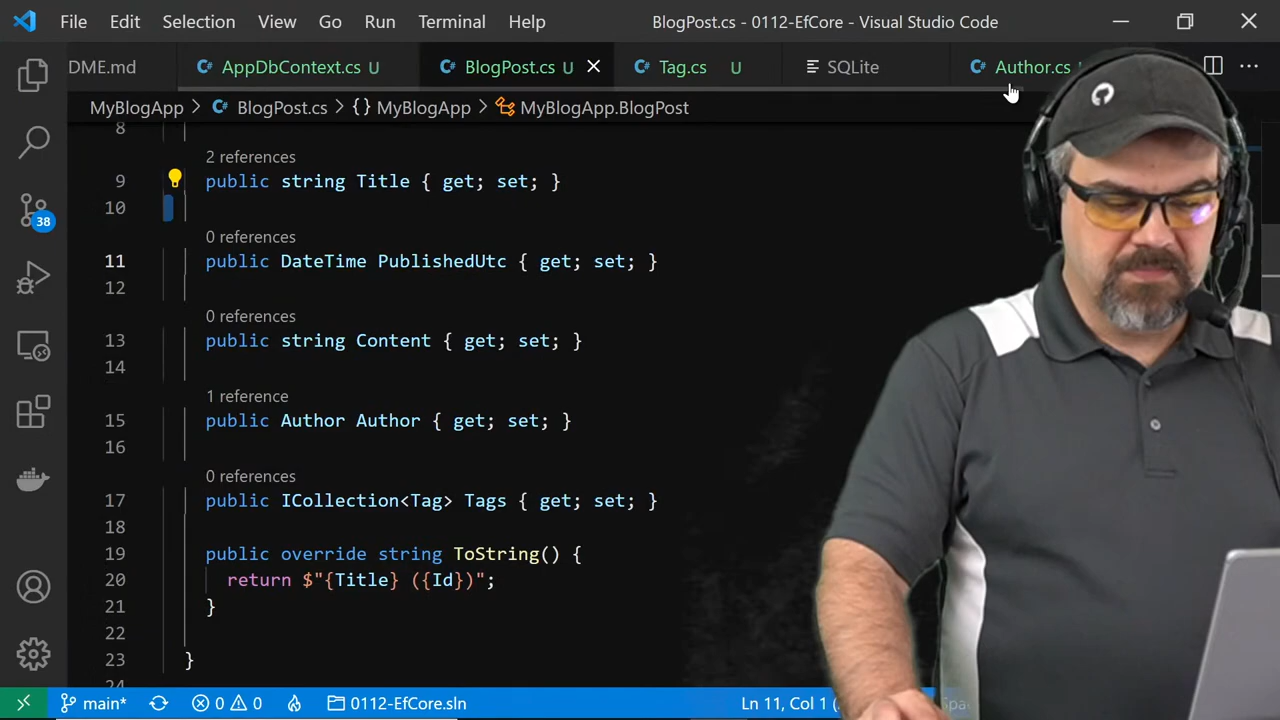 File Edit Selection View Go Run Terminal Help BlogPost.cs - 0112-EfCore - Visual Studio Code
DME.md AppDbContext.cs U BlogPost.cs U Tag.cs U SQLite Author.cs
MyBlogApp > BlogPost.cs > {} MyBlogApp > MyBlogApp.BlogPost
8
2 references
9 public string Title { get; set; }
10
0 references
11 public DateTime PublishedUtc { get; set; }
12
0 references
13 public string Content { get; set; }
14
1 reference
15 public Author Author { get; set; }
16
0 references
17 public ICollection<Tag> Tags { get; set; }
18
19 public override string ToString() {
20 return $"{Title} ({Id})";
21 }
22
23 }
24
38
main* 0 0 0112-EfCore.sln Ln 11, Col 1 Spa